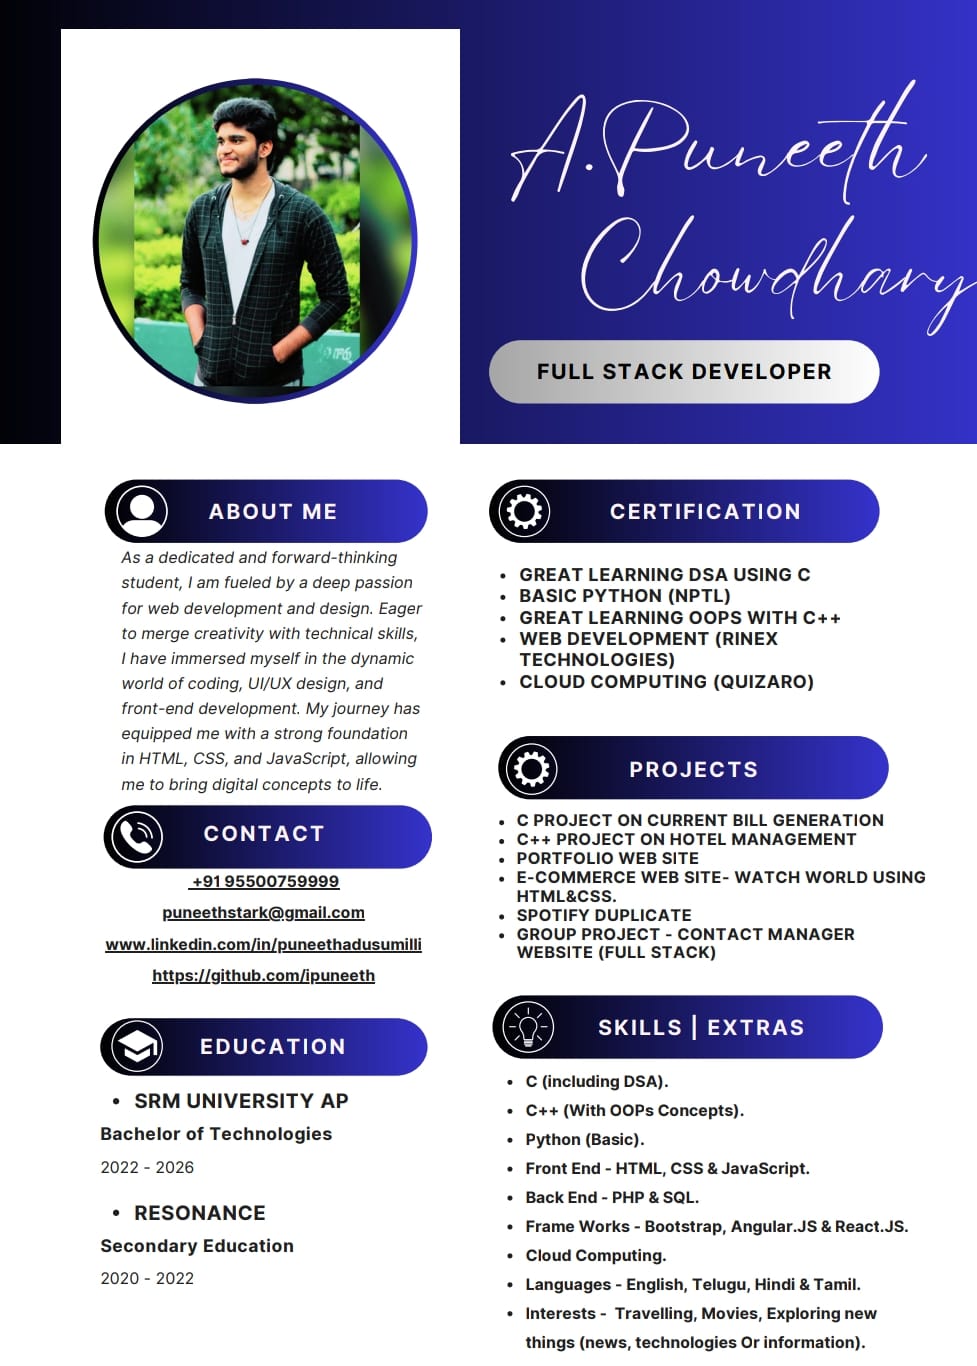 A.Puneeth
Chowdhary
FULL STACK DEVELOPER
ABOUT ME
As a dedicated and forward-thinking
student, I am fueled by a deep passion
for web development and design. Eager
to merge creativity with technical skills,
I have immersed myself in the dynamic
world of coding, UI/UX design, and
front-end development. My journey has
equipped me with a strong foundation
in HTML, CSS, and JavaScript, allowing
me to bring digital concepts to life.
CONTACT
+91 95500759999
puneethstark@gmail.com
www.linkedin.com/in/puneethadusumilli
https://github.com/ipuneeth
EDUCATION
• SRM UNIVERSITY AP
Bachelor of Technologies
2022 - 2026
• RESONANCE
Secondary Education
2020 - 2022
CERTIFICATION
• GREAT LEARNING DSA USING C
• BASIC PYTHON (NPTL)
• GREAT LEARNING OOPS WITH C++
• WEB DEVELOPMENT (RINEX
TECHNOLOGIES)
• CLOUD COMPUTING (QUIZARO)
PROJECTS
• C PROJECT ON CURRENT BILL GENERATION
• C++ PROJECT ON HOTEL MANAGEMENT
• PORTFOLIO WEB SITE
• E-COMMERCE WEB SITE- WATCH WORLD USING
HTML&CSS.
• SPOTIFY DUPLICATE
• GROUP PROJECT - CONTACT MANAGER
WEBSITE (FULL STACK)
SKILLS | EXTRAS
• C (including DSA).
• C++ (With OOPs Concepts).
• Python (Basic).
• Front End - HTML, CSS & JavaScript.
• Back End - PHP & SQL.
• Frame Works - Bootstrap, Angular.JS & React.JS.
• Cloud Computing.
• Languages - English, Telugu, Hindi & Tamil.
• Interests -  Travelling, Movies, Exploring new
things (news, technologies Or information).